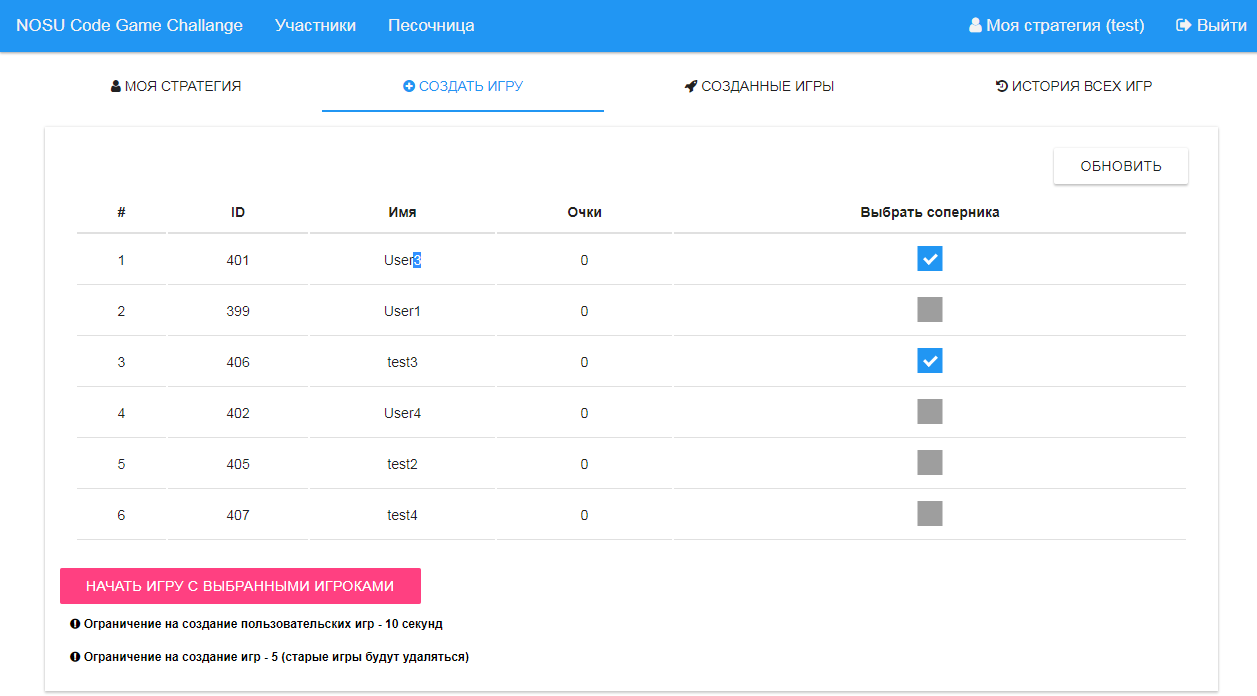 NOSU Code Game Challange Участники Песочница Моя стратегия (test) Выйти
МОЯ СТРАТЕГИЯ СОЗДАТЬ ИГРУ СОЗДАННЫЕ ИГРЫ ИСТОРИЯ ВСЕХ ИГР
ОБНОВИТЬ
# ID Имя Очки Выбрать соперника
1 401 User3 0
2 399 User1 0
3 406 test3 0
4 402 User4 0
5 405 test2 0
6 407 test4 0
НАЧАТЬ ИГРУ С ВЫБРАННЫМИ ИГРОКАМИ
Ограничение на создание пользовательских игр - 10 секунд
Ограничение на создание игр - 5 (старые игры будут удаляться)